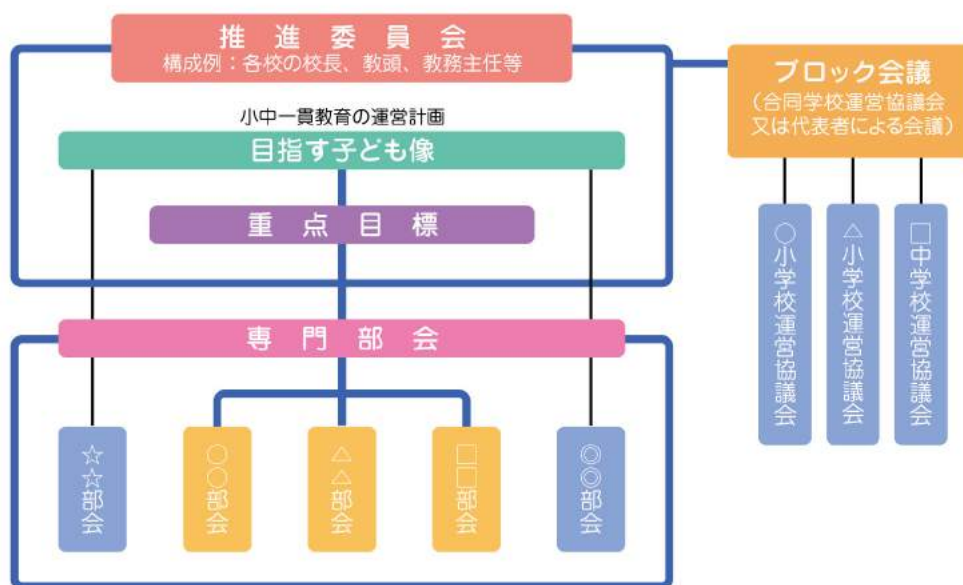 推進委員会
構成例：各校の校長、教頭、教務主任等
小中一貫教育の運営計画
目指す子ども像
重点目標
専門部会
☆☆部会
○○部会
△△部会
□□部会
◎◎部会
ブロック会議
（合同学校運営協議会
又は代表者による会議）
○小学校運営協議会
△小学校運営協議会
□中学校運営協議会